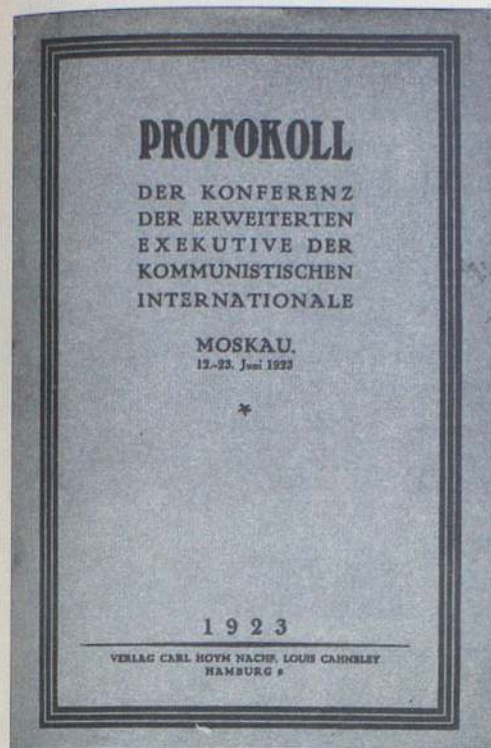 PROTOKOLL
DER KONFERENZ
DER ERWEITERTEN
EXEKUTIVE DER
KOMMUNISTISCHEN
INTERNATIONALE
MOSKAU,
12.-23. Juni 1923
*
1923
VERLAG CARL HOYM NACHF. LOUIS CAHNBLEY
HAMBURG 8